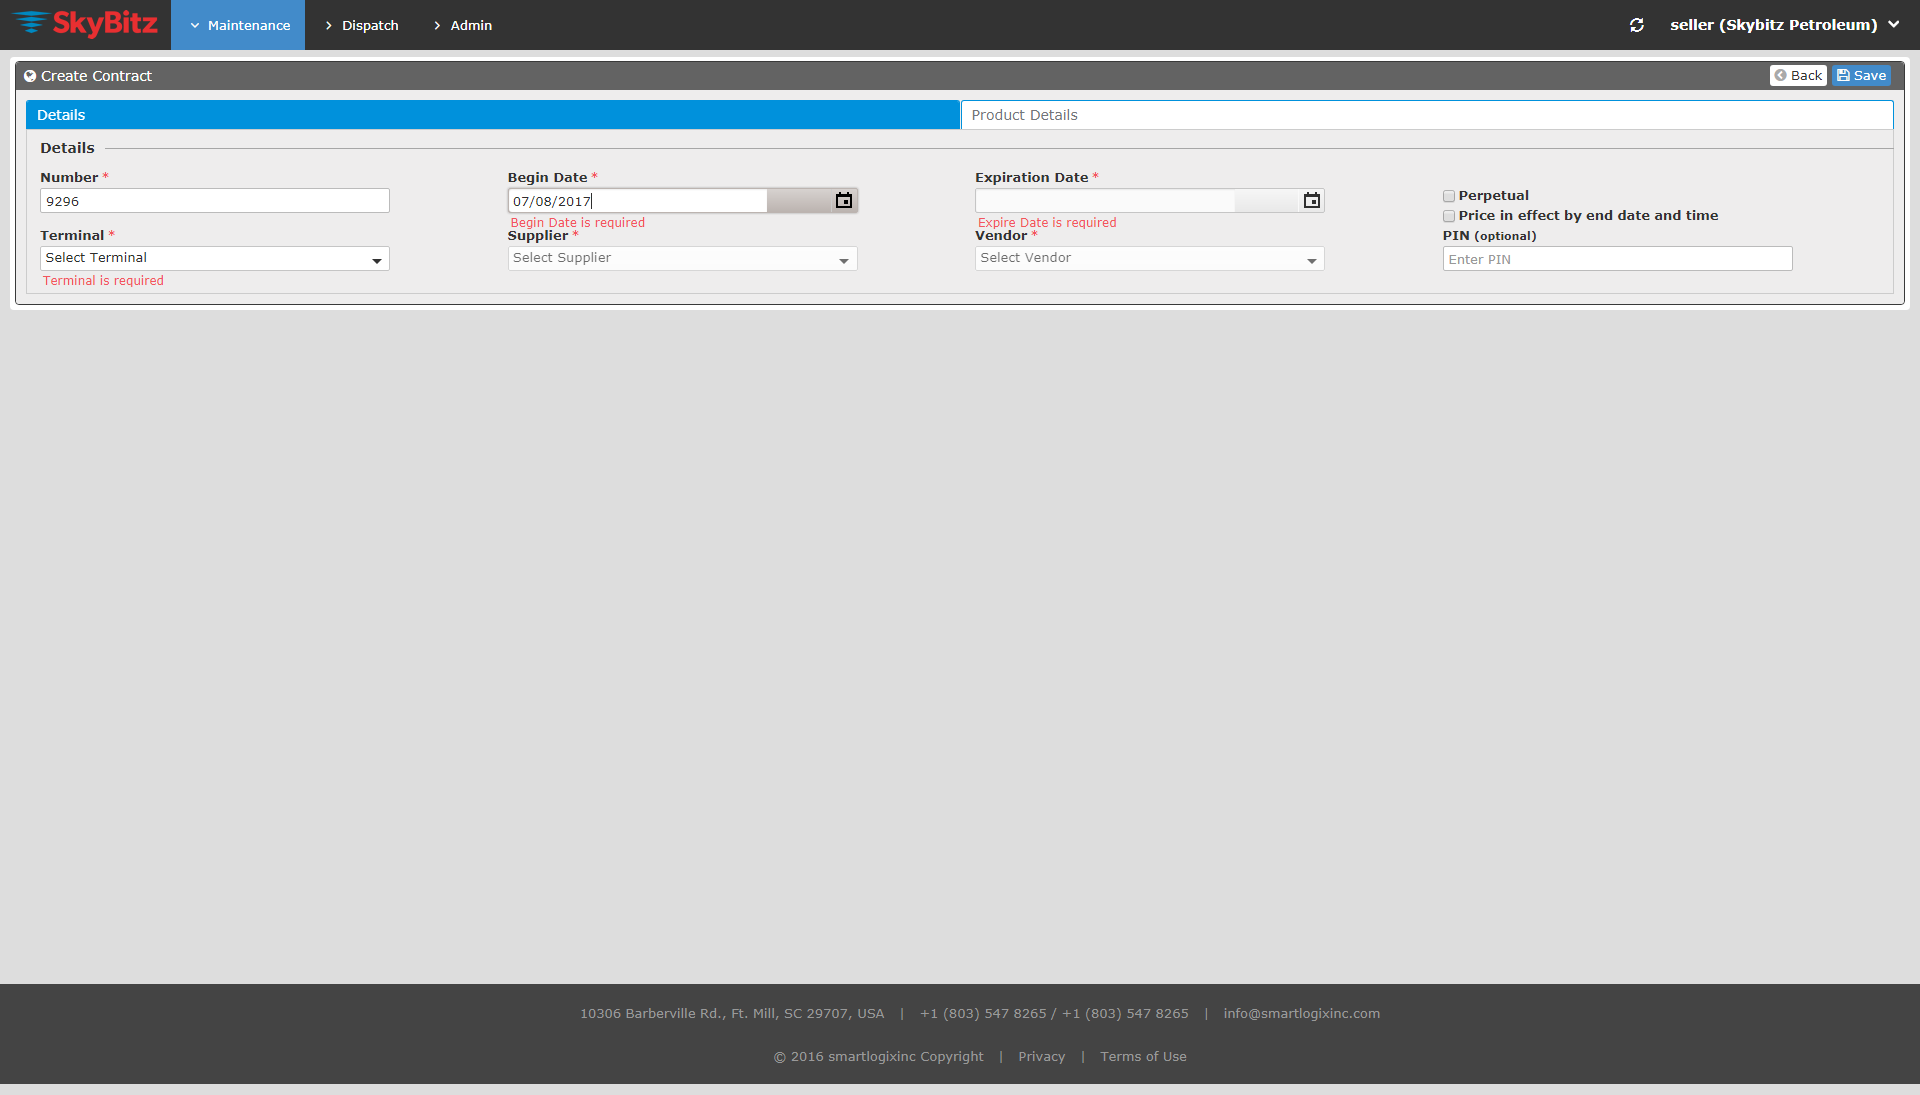 SkyBitz Maintenance Dispatch Admin seller (Skybitz Petroleum)
Create Contract Back Save
Details Product Details
Details
Number * Begin Date * Expiration Date *
9296 07/08/2017 Perpetual
Begin Date is required Expire Date is required Price in effect by end date and time
Terminal * Supplier * Vendor * PIN (optional)
Select Terminal Select Supplier Select Vendor Enter PIN
Terminal is required
10306 Barberville Rd., Ft. Mill, SC 29707, USA | +1 (803) 547 8265 / +1 (803) 547 8265 | info@smartlogixinc.com
© 2016 smartlogixinc Copyright | Privacy | Terms of Use